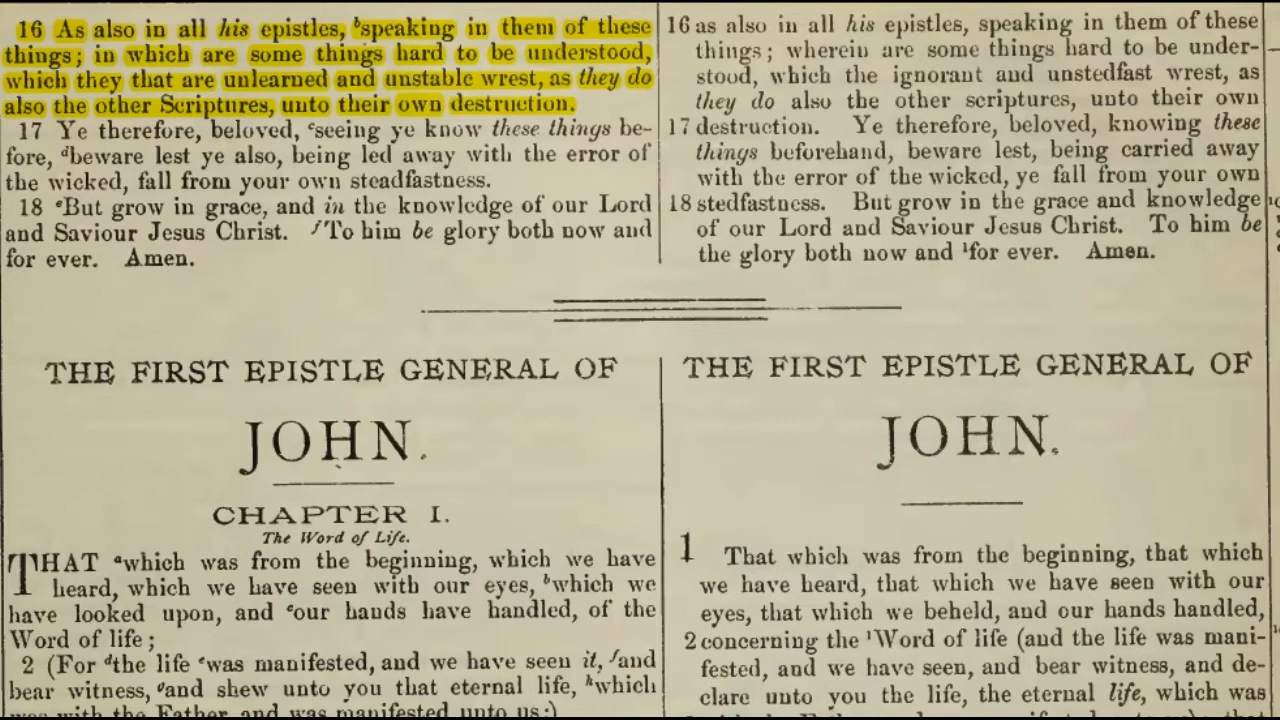 16 As also in all his epistles, ᵇspeaking in them of these
things; in which are some things hard to be understood,
which they that are unlearned and unstable wrest, as they do
also the other Scriptures, unto their own destruction.
17 Ye therefore, beloved, ᶜseeing ye know these things be-
fore, ᵈbeware lest ye also, being led away with the error of
the wicked, fall from your own steadfastness.
18 ᵉBut grow in grace, and in the knowledge of our Lord
and Saviour Jesus Christ. ᶠTo him be glory both now and
for ever. Amen.
16 as also in all his epistles, speaking in them of these
things; wherein are some things hard to be under-
stood, which the ignorant and unstedfast wrest, as
they do also the other scriptures, unto their own
17 destruction. Ye therefore, beloved, knowing these
things beforehand, beware lest, being carried away
with the error of the wicked, ye fall from your own
18 stedfastness. But grow in the grace and knowledge
of our Lord and Saviour Jesus Christ. To him be
the glory both now and ¹for ever. Amen.
THE FIRST EPISTLE GENERAL OF
JOHN.
CHAPTER I.
The Word of Life.
THAT ᵃwhich was from the beginning, which we have
heard, which we have seen with our eyes, ᵇwhich we
have looked upon, and ᶜour hands have handled, of the
Word of life;
2 (For ᵈthe life ᵉwas manifested, and we have seen it, ᶠand
bear witness, ᵍand shew unto you that eternal life, ʰwhich
was with the Father and was manifested unto us;)
THE FIRST EPISTLE GENERAL OF
JOHN.
1 That which was from the beginning, that which
we have heard, that which we have seen with our
eyes, that which we beheld, and our hands handled,
2 concerning the ¹Word of life (and the life was mani-
fested, and we have seen, and bear witness, and de-
clare unto you the life, the eternal life, which was